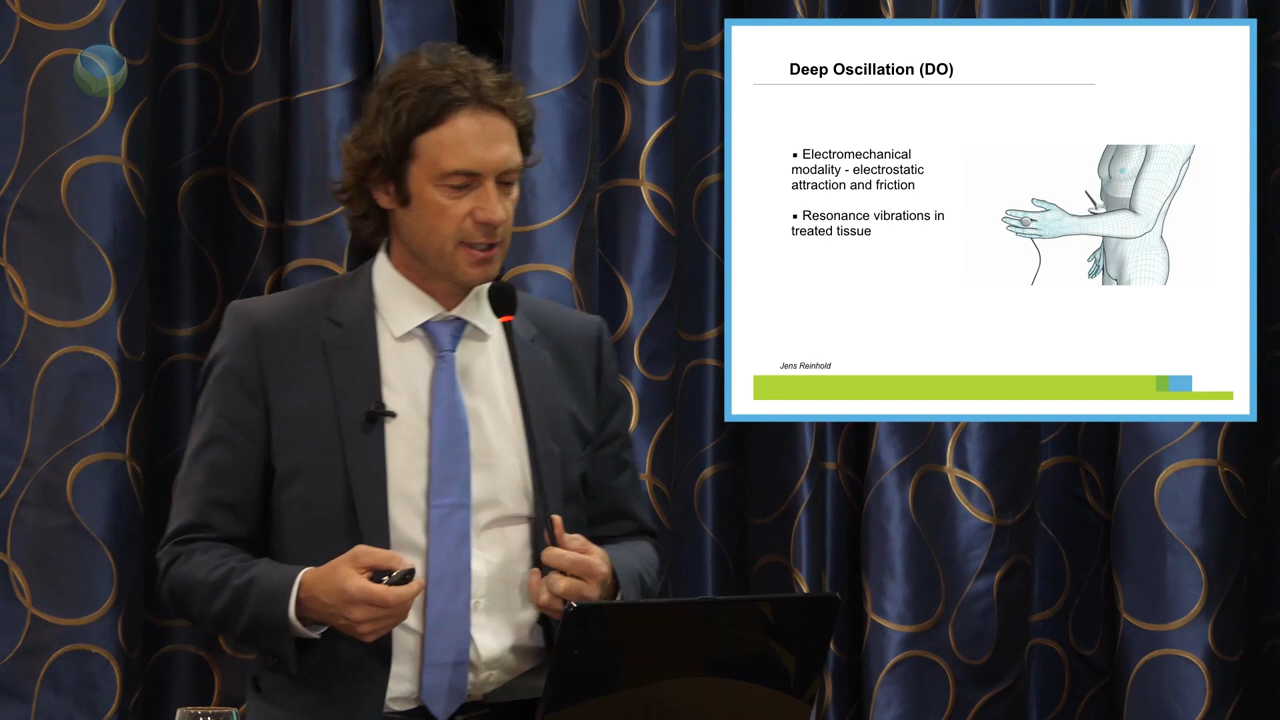 Deep Oscillation (DO)
▪ Electromechanical
modality - electrostatic
attraction and friction
▪ Resonance vibrations in
treated tissue
Jens Reinhold